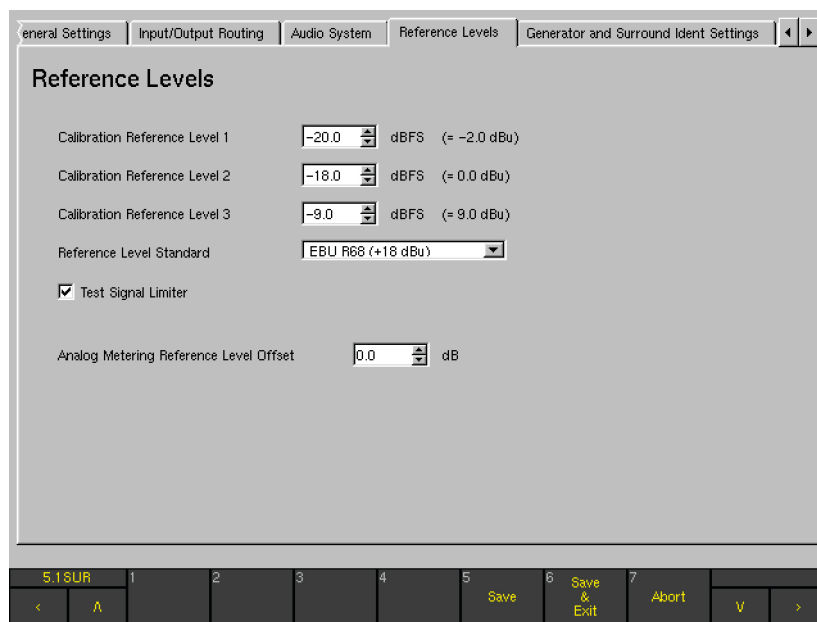 eneral Settings Input/Output Routing Audio System Reference Levels Generator and Surround Ident Settings
Reference Levels
Calibration Reference Level 1 -20.0 dBFS (= -2.0 dBu)
Calibration Reference Level 2 -18.0 dBFS (= 0.0 dBu)
Calibration Reference Level 3 -9.0 dBFS (= 9.0 dBu)
Reference Level Standard EBU R68 (+18 dBu)
Test Signal Limiter
Analog Metering Reference Level Offset 0.0 dB
5.1SUR 1 2 3 4 5 Save 6 Save & Exit 7 Abort
< Λ V >